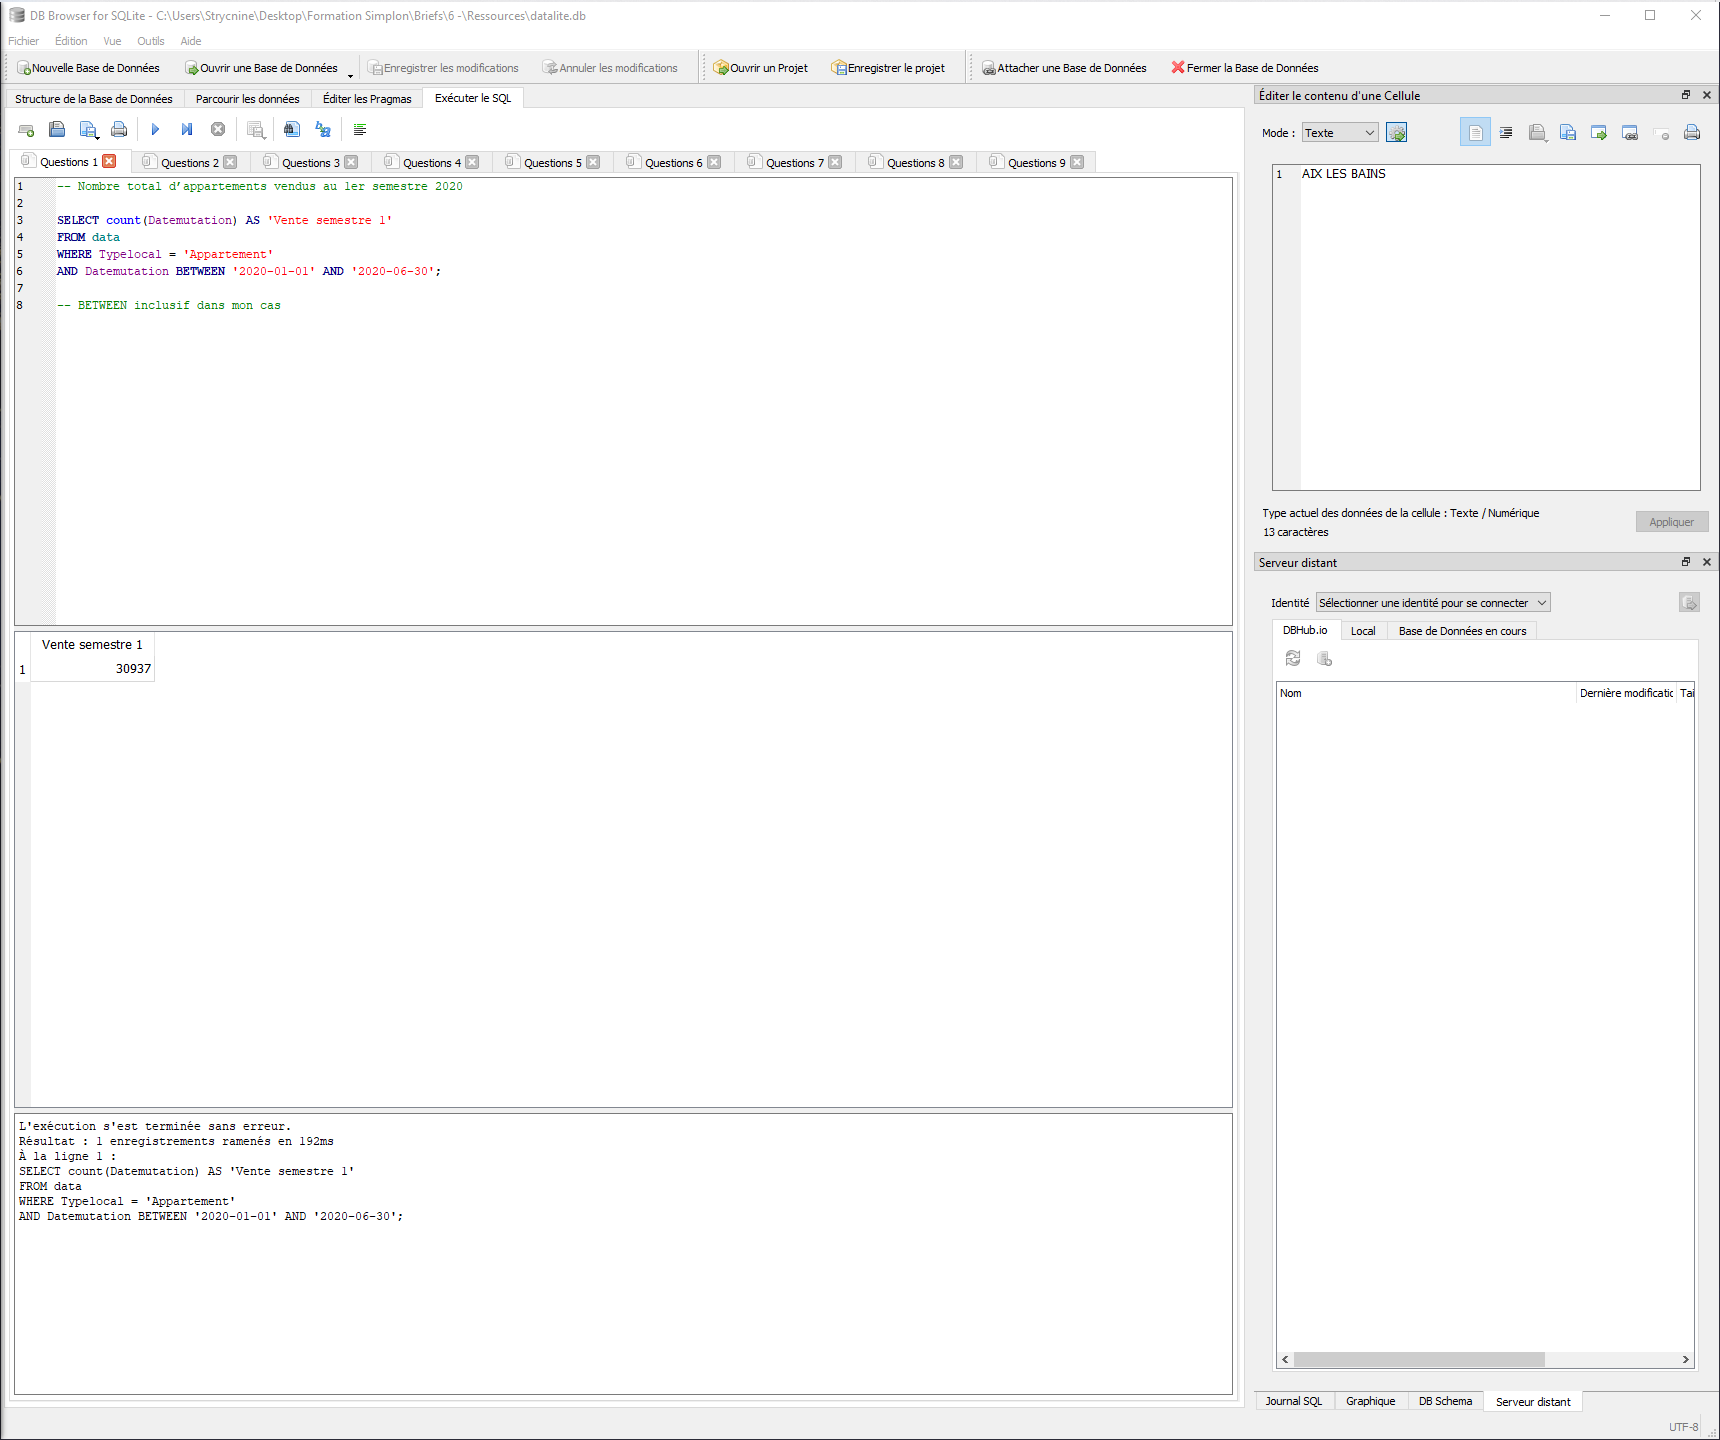 DB Browser for SQLite - C:\Users\Strycnine\Desktop\Formation Simplon\Briefs\6 -\Ressources\datalite.db
Fichier Édition Vue Outils Aide
Nouvelle Base de Données Ouvrir une Base de Données Enregistrer les modifications Annuler les modifications Ouvrir un Projet Enregistrer le projet Attacher une Base de Données Fermer la Base de Données
Structure de la Base de Données Parcourir les données Éditer les Pragmas Exécuter le SQL
Questions 1 Questions 2 Questions 3 Questions 4 Questions 5 Questions 6 Questions 7 Questions 8 Questions 9
1 -- Nombre total d’appartements vendus au 1er semestre 2020
2
3 SELECT count(Datemutation) AS 'Vente semestre 1'
4 FROM data
5 WHERE Typelocal = 'Appartement'
6 AND Datemutation BETWEEN '2020-01-01' AND '2020-06-30';
7
8 -- BETWEEN inclusif dans mon cas
Vente semestre 1
1 30937
L'exécution s'est terminée sans erreur.
Résultat : 1 enregistrements ramenés en 192ms
À la ligne 1 :
SELECT count(Datemutation) AS 'Vente semestre 1'
FROM data
WHERE Typelocal = 'Appartement'
AND Datemutation BETWEEN '2020-01-01' AND '2020-06-30';
Éditer le contenu d'une Cellule
Mode : Texte
1 AIX LES BAINS
Type actuel des données de la cellule : Texte / Numérique
13 caractères
Appliquer
Serveur distant
Identité Sélectionner une identité pour se connecter
DBHub.io Local Base de Données en cours
Nom Dernière modificatic Tai
Journal SQL Graphique DB Schema Serveur distant
UTF-8